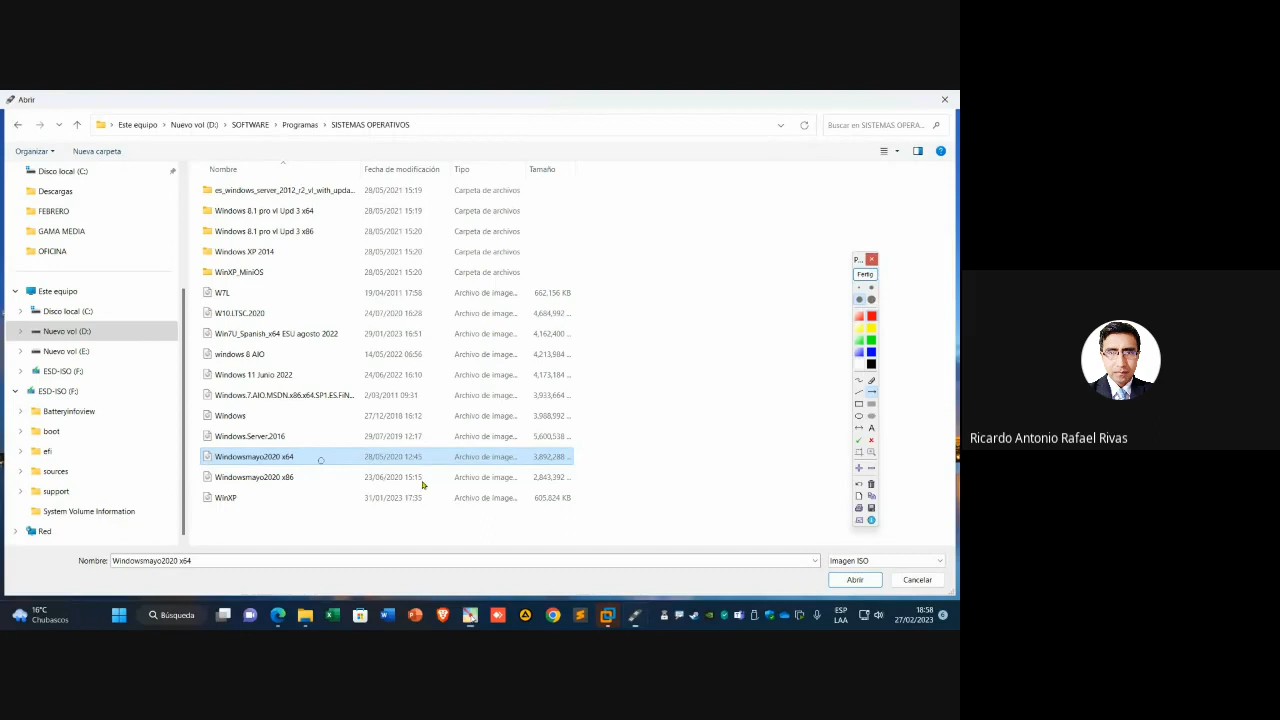 Abrir
Este equipo > Nuevo vol (D:) > SOFTWARE > Programas > SISTEMAS OPERATIVOS
Buscar en SISTEMAS OPERA...
Organizar
Nueva carpeta
Disco local (C:)
Descargas
FEBRERO
GAMA MEDIA
OFICINA
Este equipo
Disco local (C:)
Nuevo vol (D:)
Nuevo vol (E:)
ESD-ISO (F:)
ESD-ISO (F:)
Batteryinfoview
boot
efi
sources
support
System Volume Information
Red
Nombre Fecha de modificación Tipo Tamaño
es_windows_server_2012_r2_vl_with_upda... 28/05/2021 15:19 Carpeta de archivos
Windows 8.1 pro vl Upd 3 x64 28/05/2021 15:19 Carpeta de archivos
Windows 8.1 pro vl Upd 3 x86 28/05/2021 15:20 Carpeta de archivos
Windows XP 2014 28/05/2021 15:20 Carpeta de archivos
WinXP_MiniOS 28/05/2021 15:20 Carpeta de archivos
W7L 19/04/2011 17:58 Archivo de image... 662,156 KB
W10.LTSC.2020 24/07/2020 16:28 Archivo de image... 4,684,992 ...
Win7U_Spanish_x64 ESU agosto 2022 29/01/2023 16:51 Archivo de image... 4,162,400 ...
windows 8 AIO 14/05/2022 06:56 Archivo de image... 4,213,984 ...
Windows 11 Junio 2022 24/06/2022 16:10 Archivo de image... 4,173,184 ...
Windows.7.AIO.MSDN.x86.x64.SP1.ES.FiN... 2/03/2011 09:31 Archivo de image... 3,933,664 ...
Windows 27/12/2018 16:12 Archivo de image... 3,988,992 ...
Windows.Server.2016 29/07/2019 12:17 Archivo de image... 5,600,538 ...
Windowsmayo2020 x64 28/05/2020 12:45 Archivo de image... 3,892,288 ...
Windowsmayo2020 x86 23/06/2020 15:15 Archivo de image... 2,843,392 ...
WinXP 31/01/2023 17:35 Archivo de image... 605,824 KB
P...
Fertig
A
Nombre: Windowsmayo2020 x64
Imagen ISO
Abrir
Cancelar
16°C
Chubascos
Búsqueda
ESP
LAA
18:58
27/02/2023
Ricardo Antonio Rafael Rivas